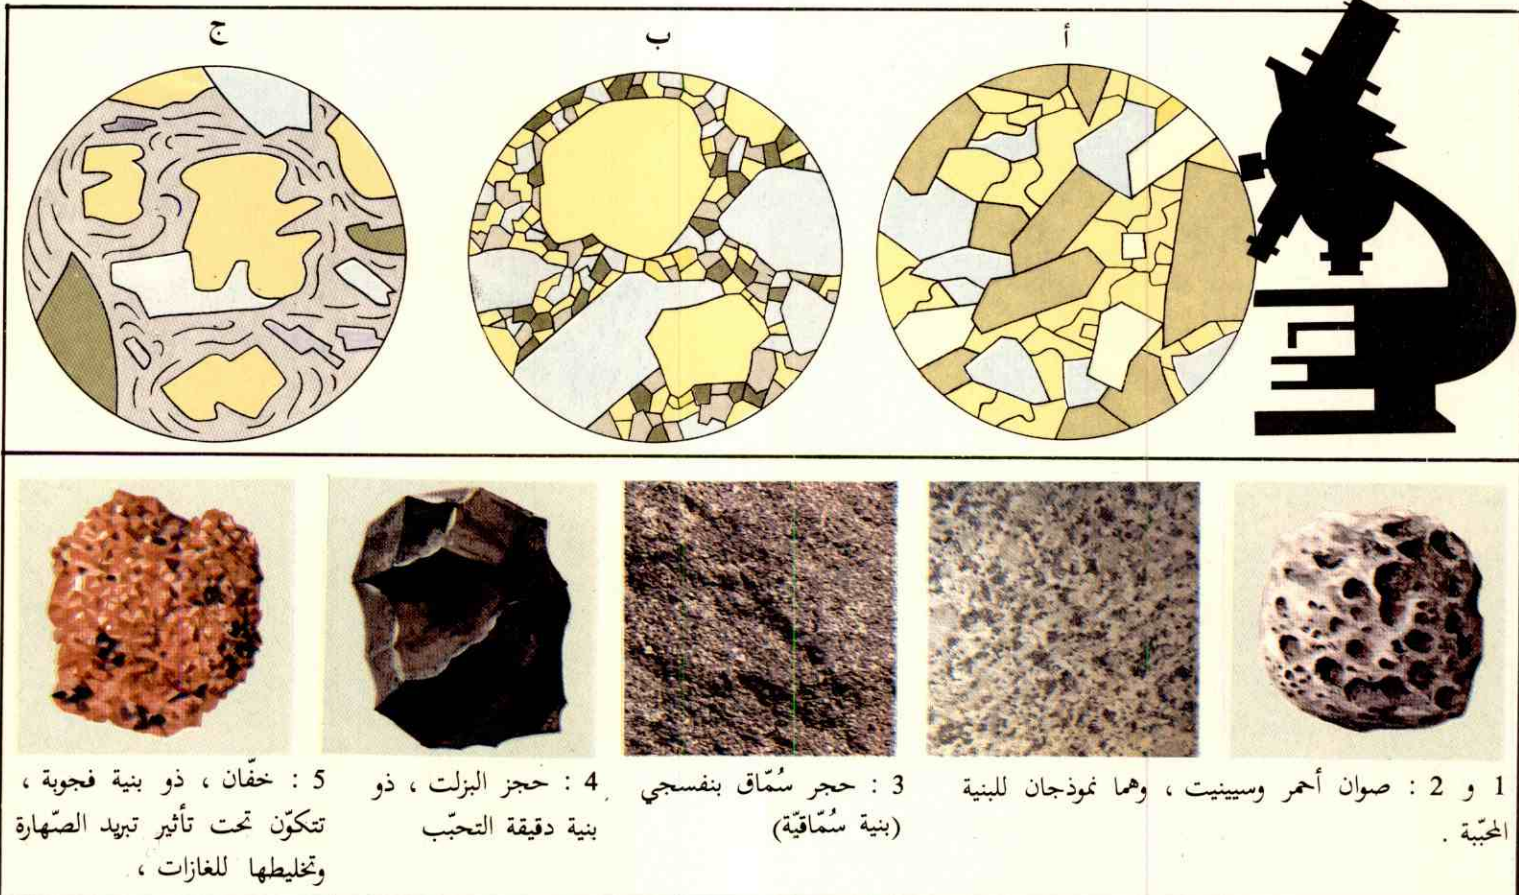 أ
ب
ج
1 و 2 : صوان أحمر وسيينيت ، وهما نموذجان للبنية
المحبّبة .
3 : حجر سُمّاق بنفسجي
(بنية سُمّاقيّة)
4 : حجز البزلت ، ذو
بنية دقيقة التحبّب
5 : خفّان ، ذو بنية فجوبة ،
تتكوّن تحت تأثير تبريد الصّهارة
وتخليطها للغازات ،